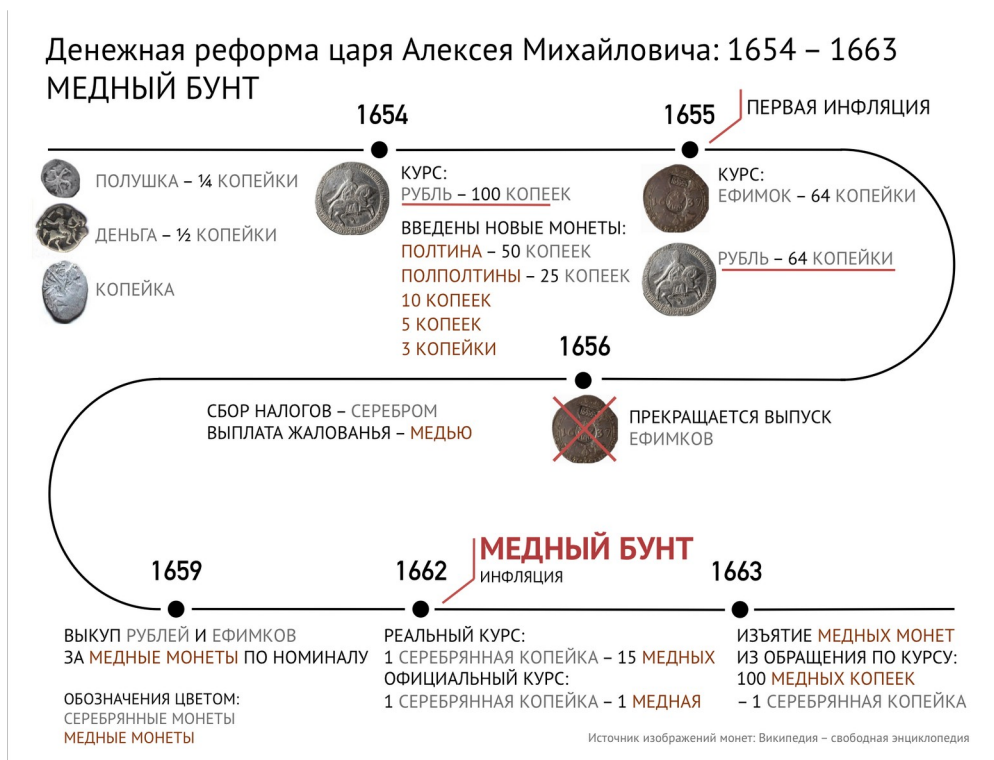 Денежная реформа царя Алексея Михайловича: 1654 – 1663
МЕДНЫЙ БУНТ
ПОЛУШКА – ¼ КОПЕЙКИ
ДЕНЬГА – ½ КОПЕЙКИ
КОПЕЙКА
1654
КУРС:
РУБЛЬ – 100 КОПЕЕК
ВВЕДЕНЫ НОВЫЕ МОНЕТЫ:
ПОЛТИНА – 50 КОПЕЕК
ПОЛПОЛТИНЫ – 25 КОПЕЕК
10 КОПЕЕК
5 КОПЕЕК
3 КОПЕЙКИ
1655
ПЕРВАЯ ИНФЛЯЦИЯ
КУРС:
ЕФИМОК – 64 КОПЕЙКИ
РУБЛЬ – 64 КОПЕЙКИ
1656
ПРЕКРАЩАЕТСЯ ВЫПУСК
ЕФИМКОВ
СБОР НАЛОГОВ – СЕРЕБРОМ
ВЫПЛАТА ЖАЛОВАНЬЯ – МЕДЬЮ
1659
ВЫКУП РУБЛЕЙ И ЕФИМКОВ
ЗА МЕДНЫЕ МОНЕТЫ ПО НОМИНАЛУ
1662
МЕДНЫЙ БУНТ
ИНФЛЯЦИЯ
РЕАЛЬНЫЙ КУРС:
1 СЕРЕБРЯННАЯ КОПЕЙКА – 15 МЕДНЫХ
ОФИЦИАЛЬНЫЙ КУРС:
1 СЕРЕБРЯННАЯ КОПЕЙКА – 1 МЕДНАЯ
1663
ИЗЪЯТИЕ МЕДНЫХ МОНЕТ
ИЗ ОБРАЩЕНИЯ ПО КУРСУ:
100 МЕДНЫХ КОПЕЕК
– 1 СЕРЕБРЯННАЯ КОПЕЙКА
ОБОЗНАЧЕНИЯ ЦВЕТОМ:
СЕРЕБРЯННЫЕ МОНЕТЫ
МЕДНЫЕ МОНЕТЫ
Источник изображений монет: Википедия – свободная энциклопедия